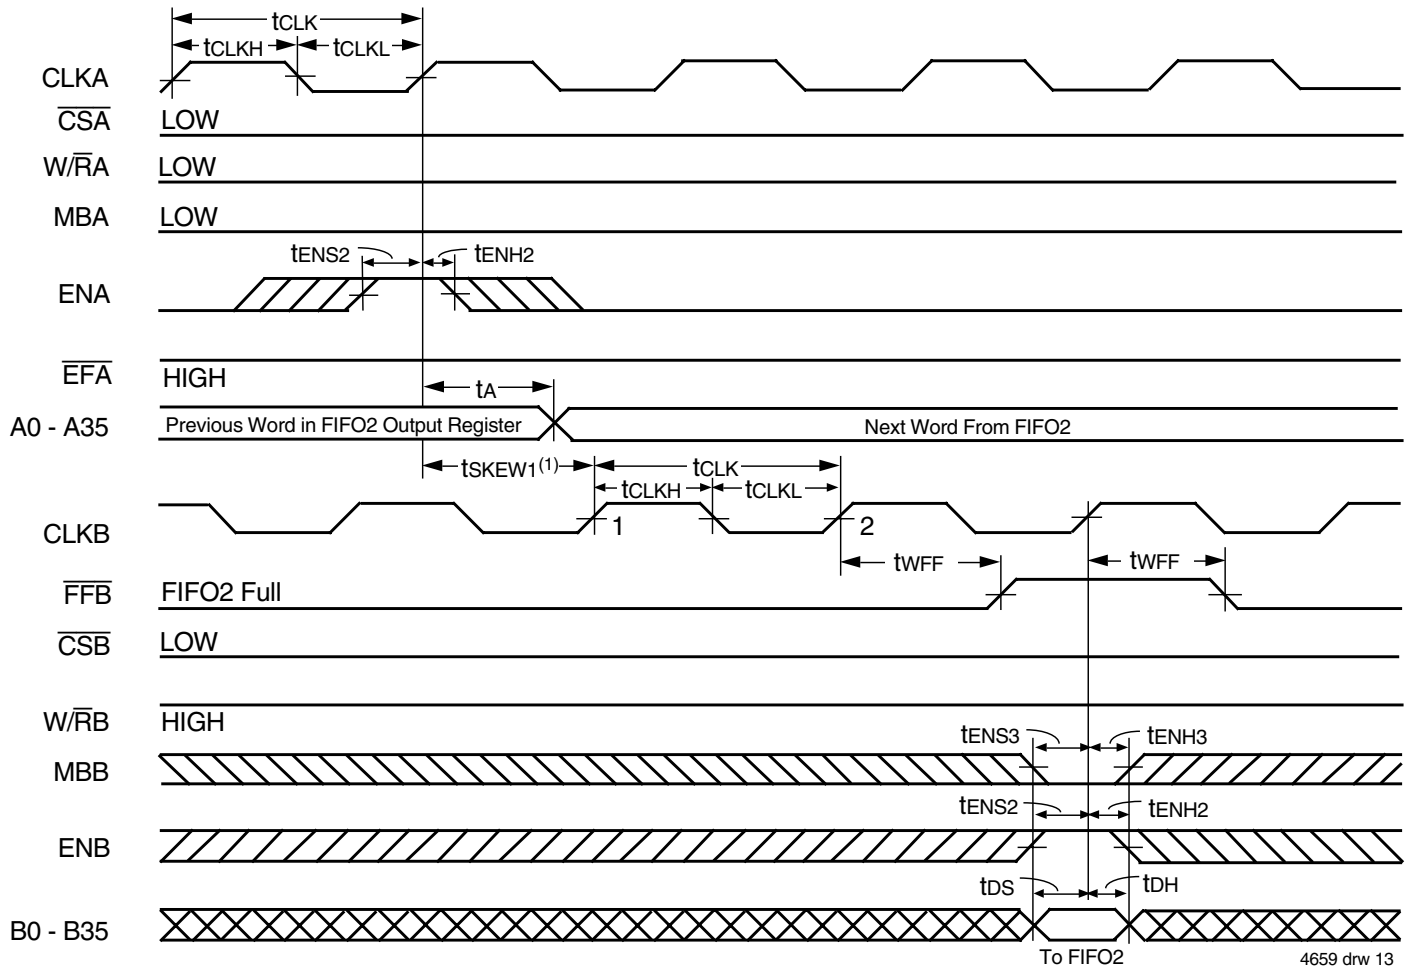 tCLK
tCLKH tCLKL
CLKA
CSA LOW
W/RA LOW
MBA LOW
tENS2 tENH2
ENA
EFA HIGH
tA
A0 - A35 Previous Word in FIFO2 Output Register Next Word From FIFO2
tSKEW1(1) tCLK
tCLKH tCLKL
CLKB 1 2
tWFF tWFF
FFB FIFO2 Full
CSB LOW
W/RB HIGH
tENS3 tENH3
MBB
tENS2 tENH2
ENB
tDS tDH
B0 - B35
To FIFO2
4659 drw 13